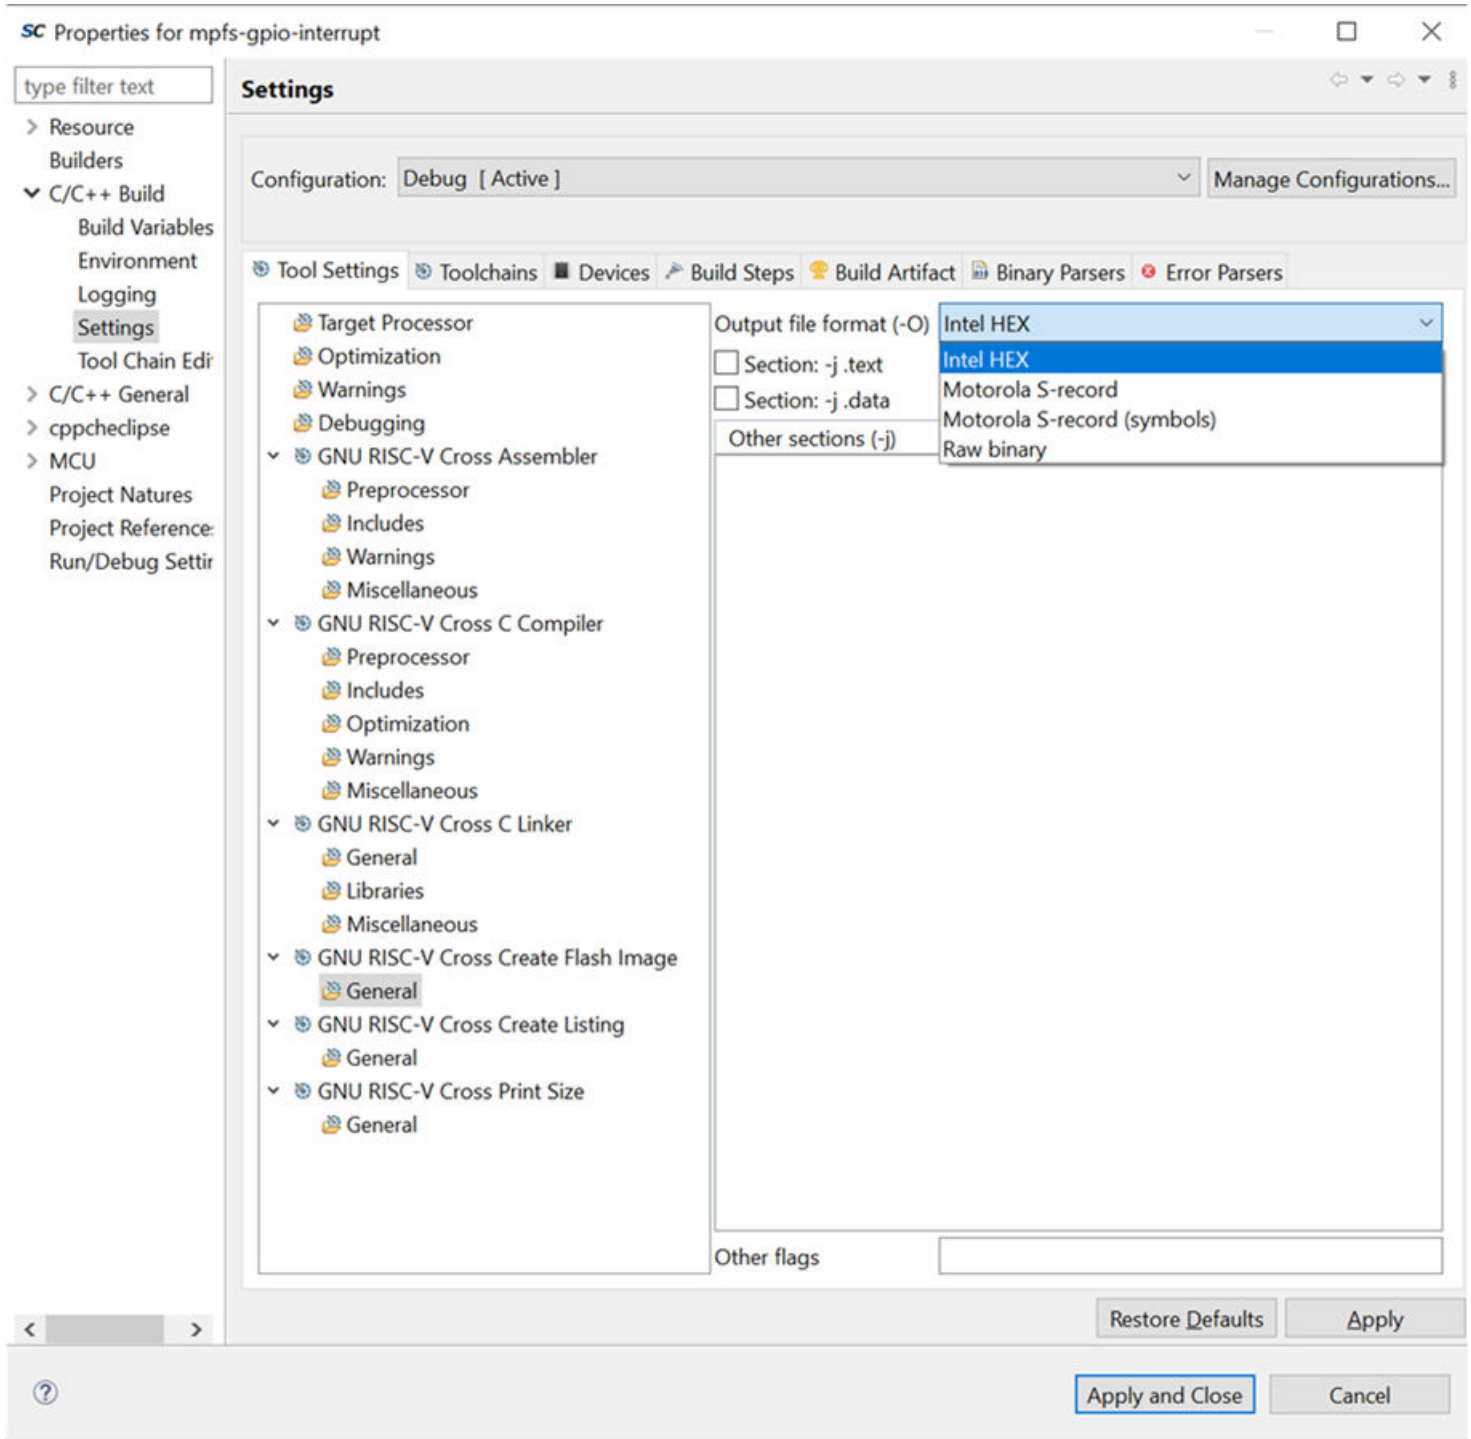 SC Properties for mpfs-gpio-interrupt
type filter text
Resource
Builders
C/C++ Build
Build Variables
Environment
Logging
Settings
Tool Chain Edi
C/C++ General
cppcheclipse
MCU
Project Natures
Project Reference
Run/Debug Settin
Settings
Configuration: Debug [ Active ] Manage Configurations...
Tool Settings Toolchains Devices Build Steps Build Artifact Binary Parsers Error Parsers
Target Processor
Optimization
Warnings
Debugging
GNU RISC-V Cross Assembler
Preprocessor
Includes
Warnings
Miscellaneous
GNU RISC-V Cross C Compiler
Preprocessor
Includes
Optimization
Warnings
Miscellaneous
GNU RISC-V Cross C Linker
General
Libraries
Miscellaneous
GNU RISC-V Cross Create Flash Image
General
GNU RISC-V Cross Create Listing
General
GNU RISC-V Cross Print Size
General
Output file format (-O) Intel HEX
Section: -j .text
Section: -j .data
Other sections (-j)
Intel HEX
Motorola S-record
Motorola S-record (symbols)
Raw binary
Other flags
Restore Defaults Apply
? Apply and Close Cancel